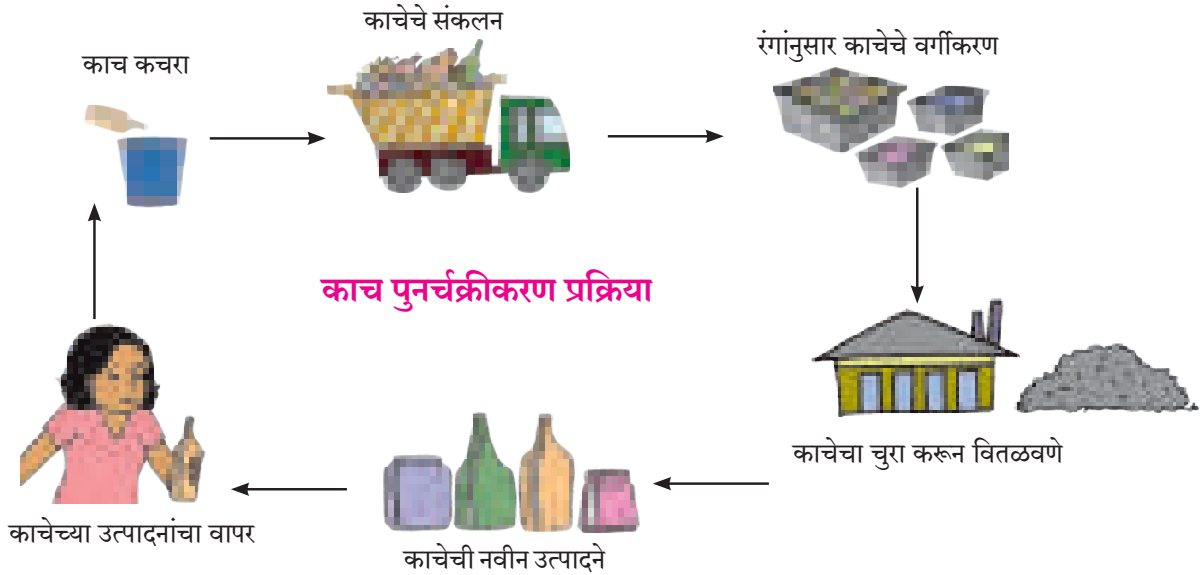 काचेचे संकलन
काच कचरा
रंगांनुसार काचेचे वर्गीकरण
काच पुनर्चक्रीकरण प्रक्रिया
काचेचा चुरा करून वितळवणे
काचेची नवीन उत्पादने
काचेच्या उत्पादनांचा वापर